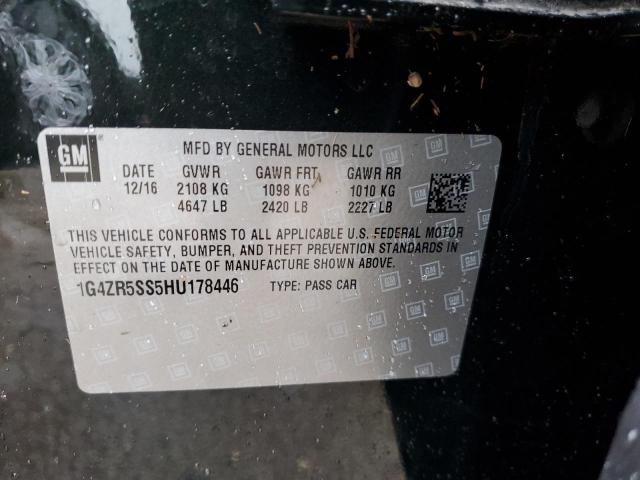 GM
MFD BY GENERAL MOTORS LLC
DATE GVWR GAWR FRT GAWR RR
12/16 2108 KG 1098 KG 1010 KG
4647 LB 2420 LB 2227 LB
THIS VEHICLE CONFORMS TO ALL APPLICABLE U.S. FEDERAL MOTOR
VEHICLE SAFETY, BUMPER, AND THEFT PREVENTION STANDARDS IN
EFFECT ON THE DATE OF MANUFACTURE SHOWN ABOVE.
1G4ZR5SS5HU178446 TYPE: PASS CAR